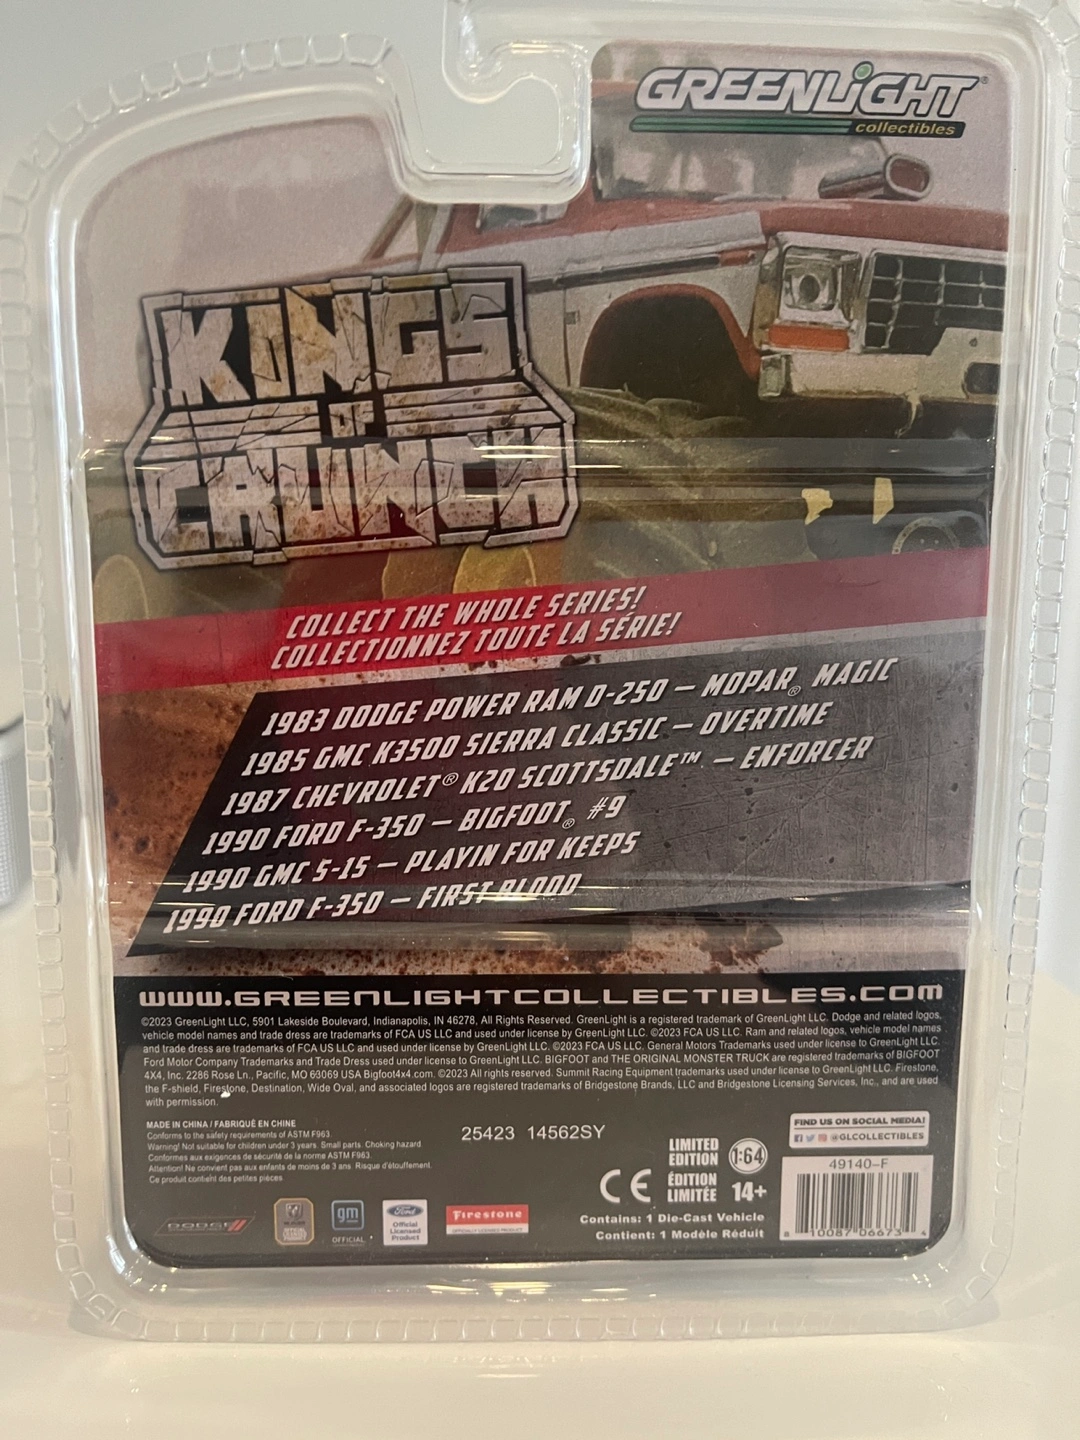 GREENLiGHT®
collectibles
KINGS
OF
CRUNCH
COLLECT THE WHOLE SERIES!
COLLECTIONNEZ TOUTE LA SÉRIE!
1983 DODGE POWER RAM D-250 – MOPAR® MAGIC
1985 GMC K3500 SIERRA CLASSIC – OVERTIME
1987 CHEVROLET® K20 SCOTTSDALE™ – ENFORCER
1990 FORD F-350 – BIGFOOT® #9
1990 GMC S-15 – PLAYIN FOR KEEPS
1990 FORD F-350 – FIRST BLOOD
WWW.GREENLIGHTCOLLECTIBLES.COM
©2023 GreenLight LLC, 5901 Lakeside Boulevard, Indianapolis, IN 46278, All Rights Reserved. GreenLight is a registered trademark of GreenLight LLC. Dodge and related logos,
vehicle model names and trade dress are trademarks of FCA US LLC and used under license by GreenLight LLC. ©2023 FCA US LLC. Ram and related logos, vehicle model names
and trade dress are trademarks of FCA US LLC and used under license by GreenLight LLC. ©2023 FCA US LLC. General Motors Trademarks used under license to GreenLight LLC.
Ford Motor Company Trademarks and Trade Dress used under license to GreenLight LLC. BIGFOOT and THE ORIGINAL MONSTER TRUCK are registered trademarks of BIGFOOT
4X4, Inc. 2286 Rose Ln., Pacific, MO 63069 USA Bigfoot4x4.com. ©2023 All rights reserved. Summit Racing Equipment trademarks used under license to GreenLight LLC. Firestone,
the F-shield, Firestone, Destination, Wide Oval, and associated logos are registered trademarks of Bridgestone Brands, LLC and Bridgestone Licensing Services, Inc., and are used
with permission.
MADE IN CHINA / FABRIQUÉ EN CHINE
Conforms to the safety requirements of ASTM F963.
Warning! Not suitable for children under 3 years. Small parts. Choking hazard.
Conformes aux exigences de sécurité de la norme ASTM F963.
Attention! Ne convient pas aux enfants de moins de 3 ans. Risque d'étouffement.
Ce produit contient des petites pièces
25423 14562SY
FIND US ON SOCIAL MEDIA!
@GLCOLLECTIBLES
LIMITED
EDITION
1:64
CE
ÉDITION
LIMITÉE
14+
Contains: 1 Die-Cast Vehicle
Contient: 1 Modèle Réduit
49140-F
8 10087 06673 4
DODGE
gm
OFFICIAL
Ford
Official
Licensed
Product
Firestone
OFFICIALLY LICENSED PRODUCT